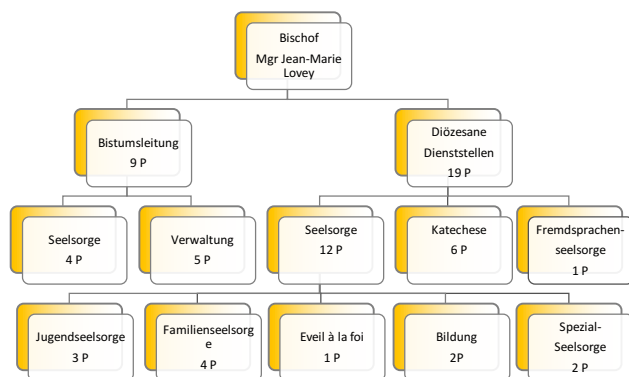 Bischof
Mgr Jean-Marie
Lovey
Bistumsleitung
9 P
Diözesane
Dienststellen
19 P
Seelsorge
4 P
Verwaltung
5 P
Seelsorge
12 P
Katechese
6 P
Fremdsprachen-
seelsorge
1 P
Jugendseelsorge
3 P
Familienseelsorg
e
4 P
Eveil à la foi
1 P
Bildung
2P
Spezial-
Seelsorge
2 P